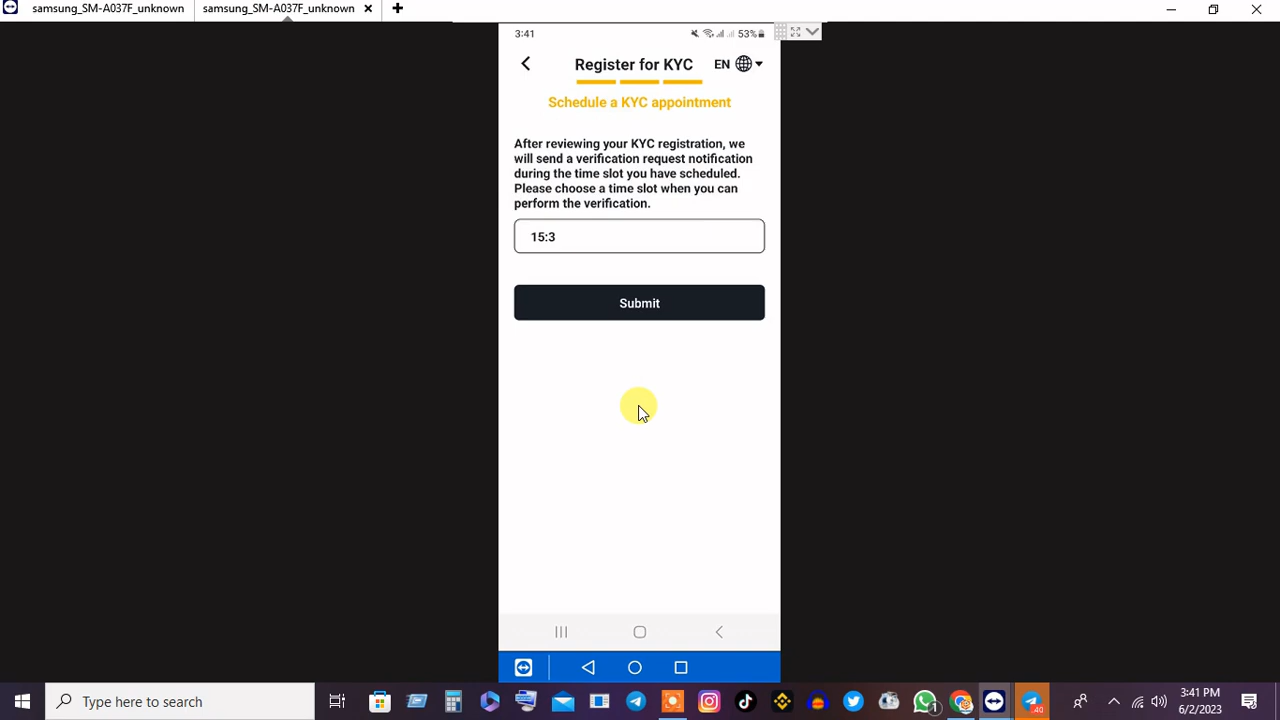 samsung_SM-A037F_unknown samsung_SM-A037F_unknown
3:41 53%
Register for KYC EN
Schedule a KYC appointment
After reviewing your KYC registration, we
will send a verification request notification
during the time slot you have scheduled.
Please choose a time slot when you can
perform the verification.
15:3
Submit
Type here to search
1
40
3:41 PM
6/2/2023